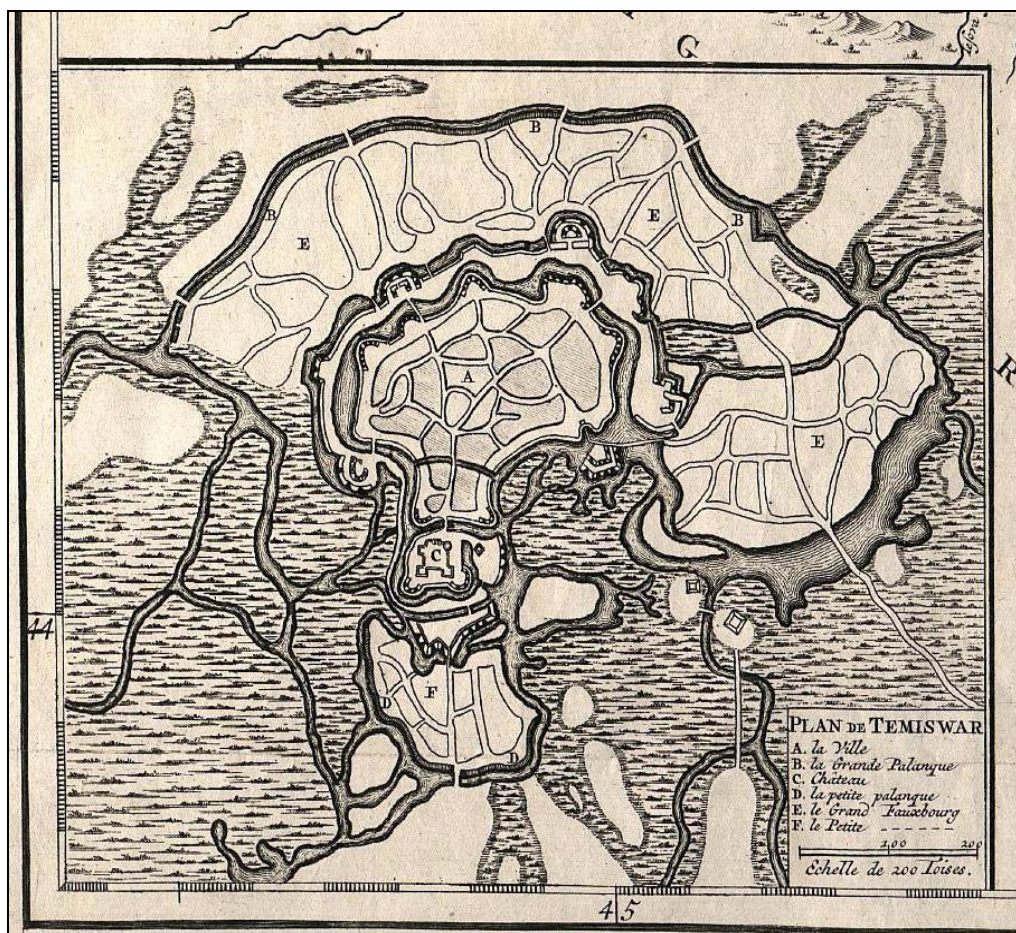 G
R
B
B
B
E
E
E
A
C
F
D
D
44
45
PLAN DE TEMISWAR
A. la Ville
B. la Grande Palanque
C. Château
D. la petite palanque
E. le Grand Fauxbourg
F. le Petite - - - - - -
100 200
Echelle de 200 Toises.